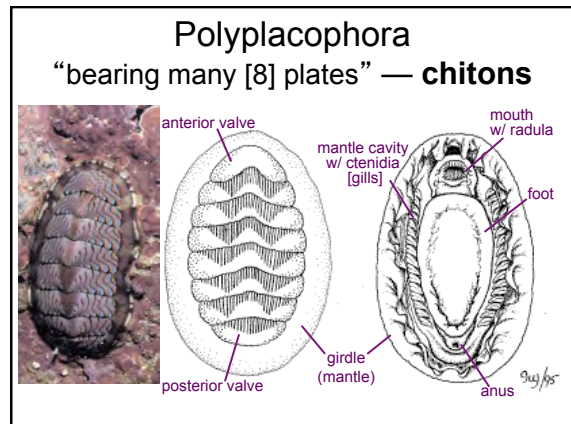 Polyplacophora
“bearing many [8] plates” — chitons
anterior valve
mantle cavity
w/ ctenidia
[gills]
mouth
w/ radula
foot
girdle
(mantle)
posterior valve
anus